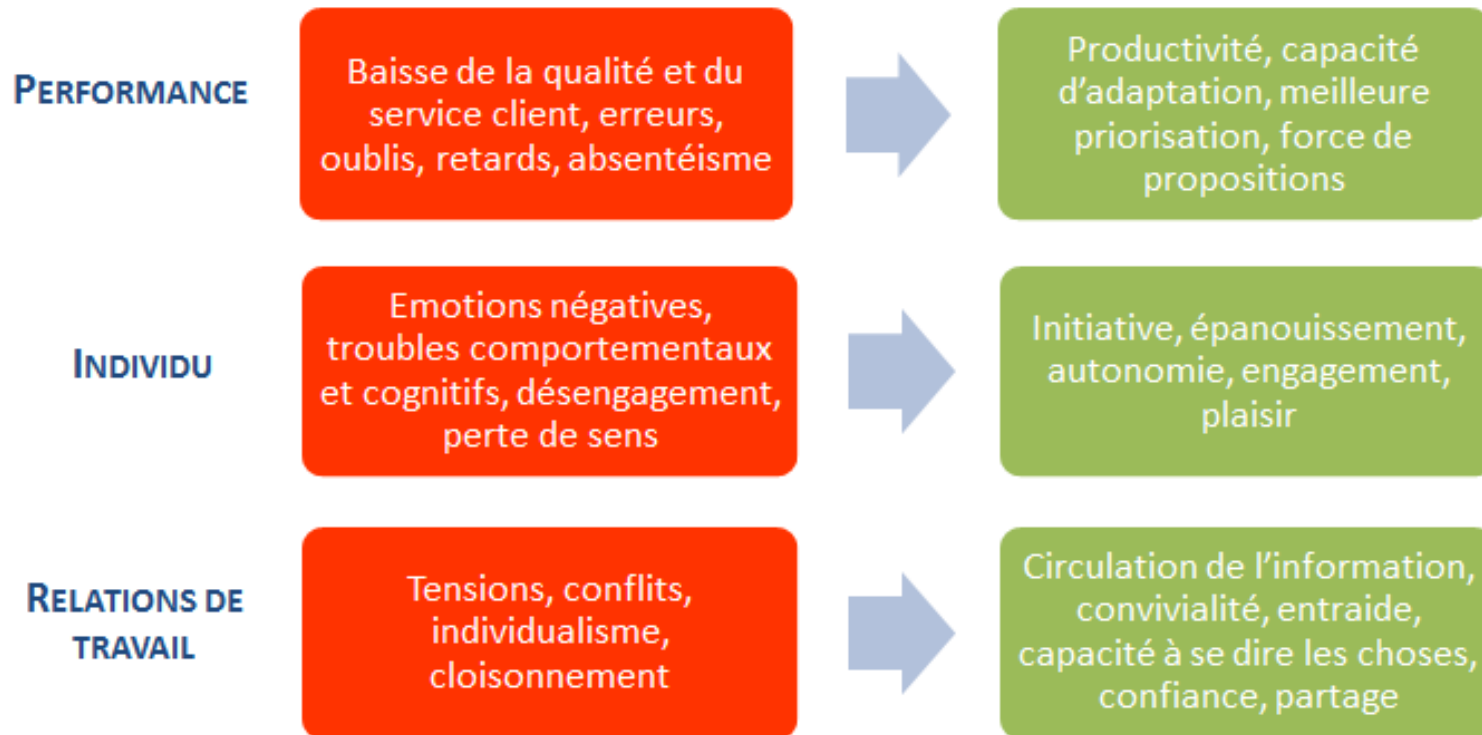 PERFORMANCE
Baisse de la qualité et du
service client, erreurs,
oublis, retards, absentéisme
Productivité, capacité
d’adaptation, meilleure
priorisation, force de
propositions
INDIVIDU
Emotions négatives,
troubles comportementaux
et cognitifs, désengagement,
perte de sens
Initiative, épanouissement,
autonomie, engagement,
plaisir
RELATIONS DE
TRAVAIL
Tensions, conflits,
individualisme,
cloisonnement
Circulation de l’information,
convivialité, entraide,
capacité à se dire les choses,
confiance, partage